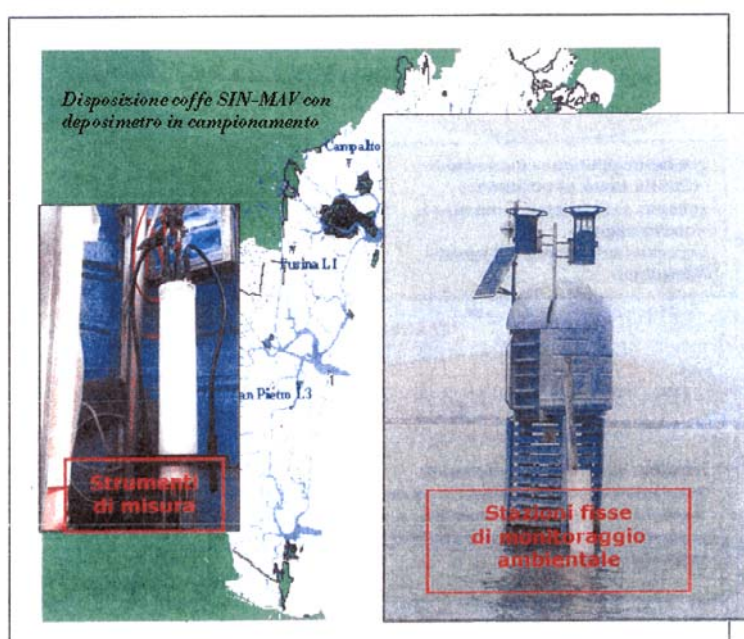 Disposizione coffe SIN-MAV con
deposimetro in campionamento
Campalto
Fusina L1
an Pietro L3
Strumenti
di misura
Stazioni fisse
di monitoraggio
ambientale